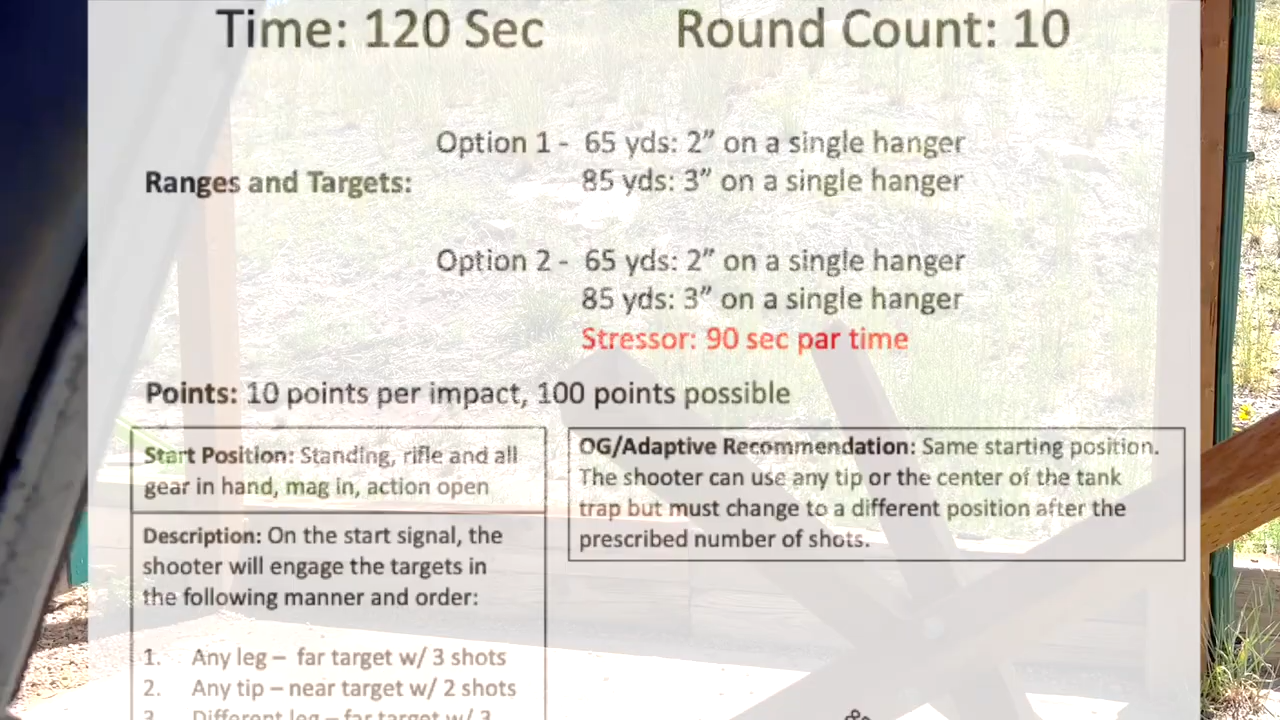 Time: 120 Sec Round Count: 10
Option 1 - 65 yds: 2” on a single hanger
Ranges and Targets: 85 yds: 3” on a single hanger
Option 2 - 65 yds: 2” on a single hanger
85 yds: 3” on a single hanger
Stressor: 90 sec par time
Points: 10 points per impact, 100 points possible
Start Position: Standing, rifle and all
gear in hand, mag in, action open
Description: On the start signal, the
shooter will engage the targets in
the following manner and order:
1. Any leg – far target w/ 3 shots
2. Any tip – near target w/ 2 shots
3. Different leg – far target w/ 3
OG/Adaptive Recommendation: Same starting position.
The shooter can use any tip or the center of the tank
trap but must change to a different position after the
prescribed number of shots.